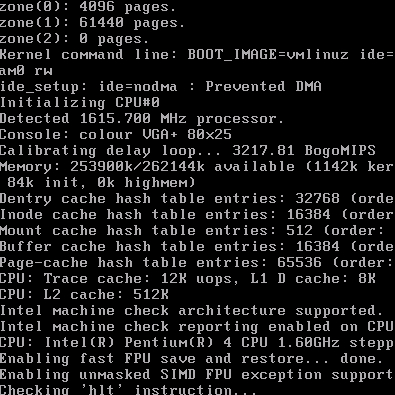 zone(0): 4096 pages.
zone(1): 61440 pages.
zone(2): 0 pages.
Kernel command line: BOOT_IMAGE=vmlinuz ide=
am0 rw
ide_setup: ide=nodma : Prevented DMA
Initializing CPU#0
Detected 1615.700 MHz processor.
Console: colour VGA+ 80x25
Calibrating delay loop... 3217.81 BogoMIPS
Memory: 253900k/262144k available (1142k ker
 84k init, 0k highmem)
Dentry cache hash table entries: 32768 (orde
Inode cache hash table entries: 16384 (order
Mount cache hash table entries: 512 (order:
Buffer cache hash table entries: 16384 (orde
Page-cache hash table entries: 65536 (order:
CPU: Trace cache: 12K uops, L1 D cache: 8K
CPU: L2 cache: 512K
Intel machine check architecture supported.
Intel machine check reporting enabled on CPU
CPU: Intel(R) Pentium(R) 4 CPU 1.60GHz stepp
Enabling fast FPU save and restore... done.
Enabling unmasked SIMD FPU exception support
Checking 'hlt' instruction...